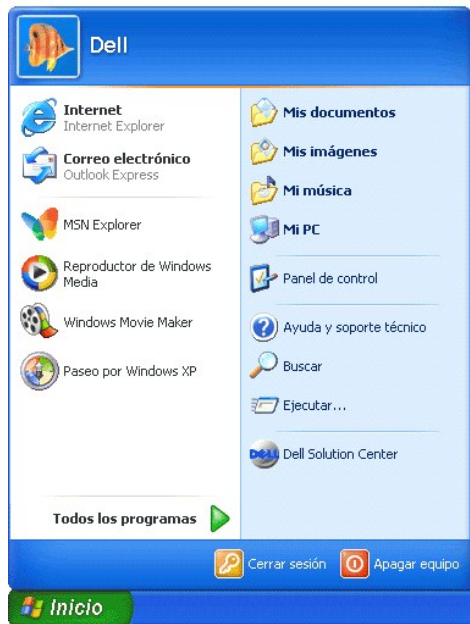 Dell
Internet
Internet Explorer
Correo electrónico
Outlook Express
MSN Explorer
Reproductor de Windows
Media
Windows Movie Maker
Paseo por Windows XP
Todos los programas
Mis documentos
Mis imágenes
Mi música
Mi PC
Panel de control
Ayuda y soporte técnico
Buscar
Ejecutar...
DELL Dell Solution Center
Cerrar sesión Apagar equipo
Inicio